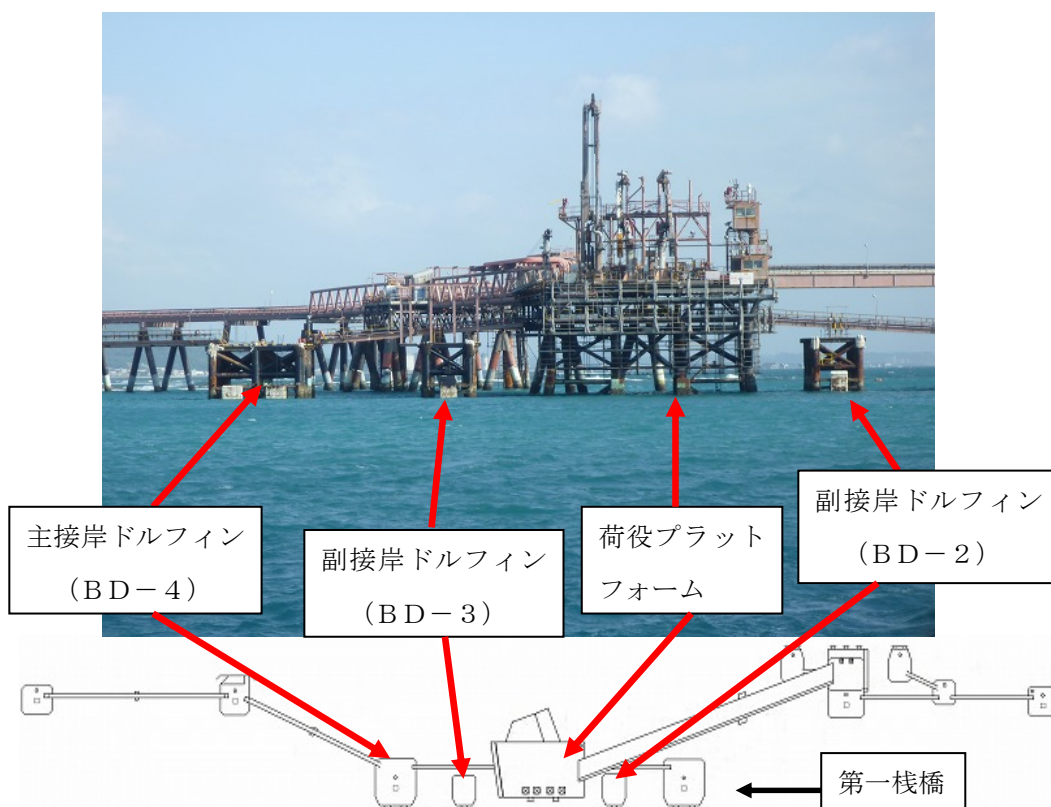 主接岸ドルフィン
(BD-4)
副接岸ドルフィン
(BD-3)
荷役プラット
フォーム
副接岸ドルフィン
(BD-2)
第一栈橋